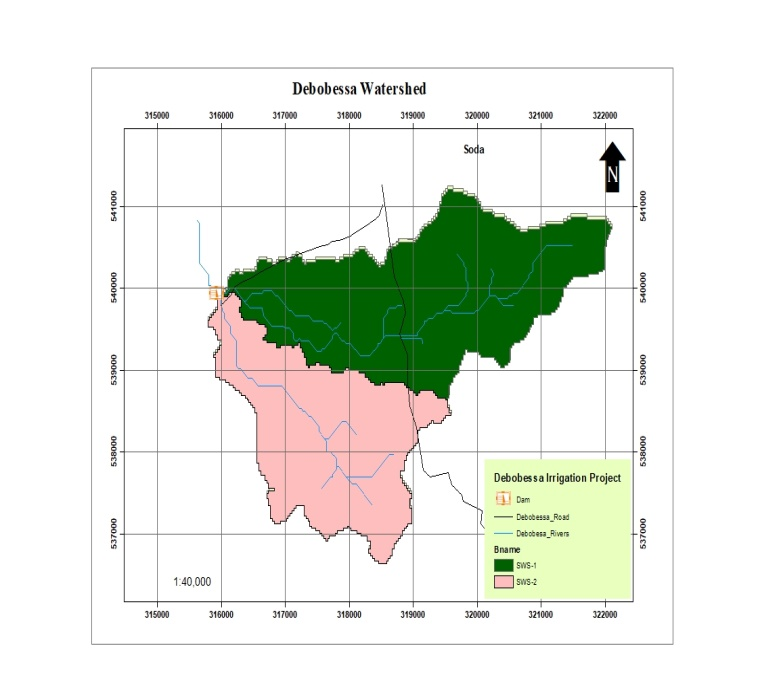 Debobessa Watershed
315000 316000 317000 318000 319000 320000 321000 322000
Soda
N
541000 541000
540000 540000
539000 539000
538000 538000
537000 537000
Debobessa Irrigation Project
Dam
Debobessa_Road
Debobesa_Rivers
Bname
SWS-1
SWS-2
1:40,000
315000 316000 317000 318000 319000 320000 321000 322000